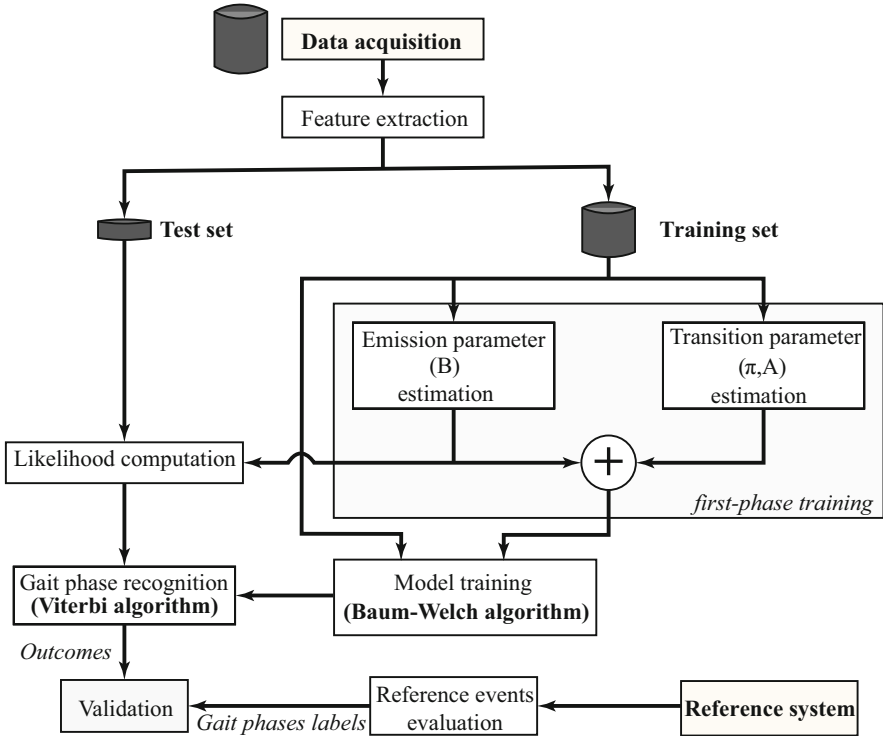 Data acquisition
Feature extraction
Test set
Training set
Emission parameter
(B)
estimation
Transition parameter
(π,A)
estimation
Likelihood computation
+
first-phase training
Gait phase recognition
(Viterbi algorithm)
Model training
(Baum-Welch algorithm)
Outcomes
Validation
Gait phases labels
Reference events
evaluation
Reference system